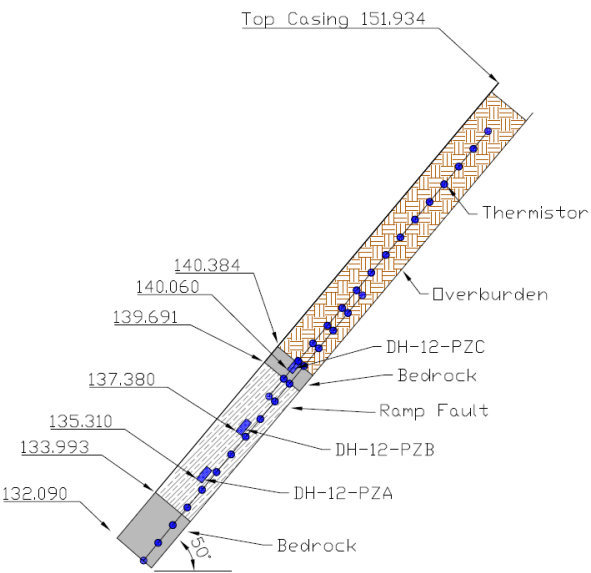 Top Casing 151.934
Thermistor
140.384
140.060
Overburden
139.691
DH-12-PZC
Bedrock
137.380
Ramp Fault
135.310
DH-12-PZB
133.993
132.090
DH-12-PZA
Bedrock
50°